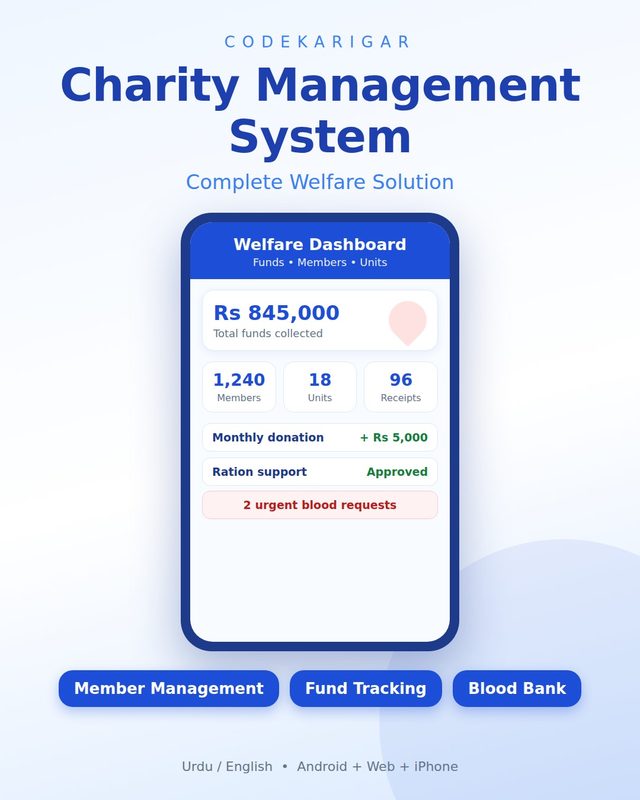 CODEKARIGAR
Charity Management
System
Complete Welfare Solution
Welfare Dashboard
Funds • Members • Units
Rs 845,000
Total funds collected
1,240
Members
18
Units
96
Receipts
Monthly donation + Rs 5,000
Ration support Approved
2 urgent blood requests
Member Management
Fund Tracking
Blood Bank
Urdu / English • Android + Web + iPhone